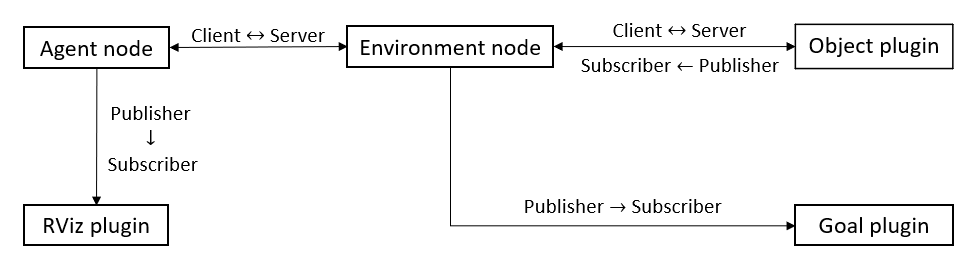 Agent node
Client ↔ Server
Environment node
Client ↔ Server
Subscriber ← Publisher
Object plugin
Publisher
↓
Subscriber
RViz plugin
Publisher → Subscriber
Goal plugin